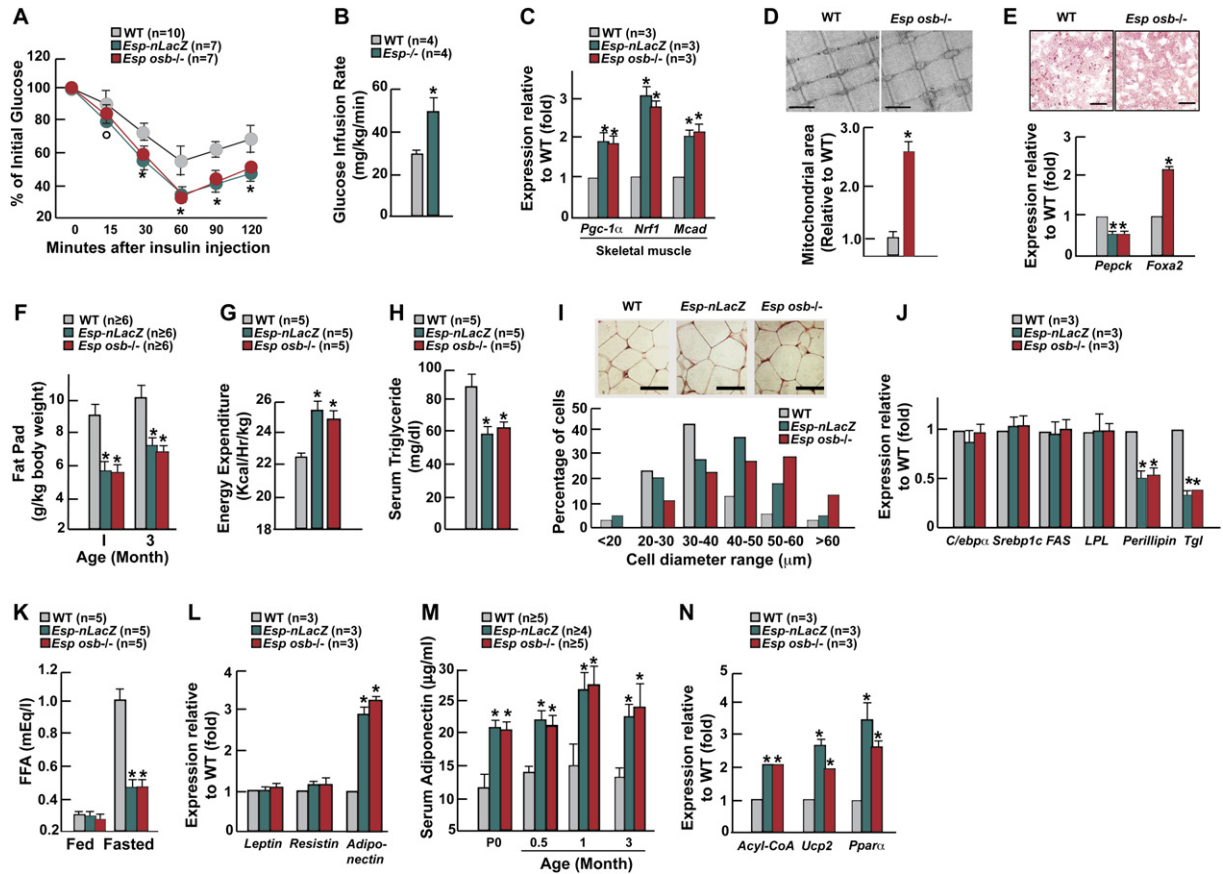 A
WT (n=10)
Esp-nLacZ (n=7)
Esp osb-/- (n=7)
% of Initial Glucose
100
80
60
40
20
0 15 30 60 90 120
Minutes after insulin injection
* * * *
B
WT (n=4)
Esp-/- (n=4)
Glucose Infusion Rate
(mg/kg/min)
60
40
20
0
*
C
WT (n=3)
Esp-nLacZ (n=3)
Esp osb-/- (n=3)
Expression relative
to WT (fold)
3
2
1
0
** * * * *
Pgc-1α Nrf1 Mcad
Skeletal muscle
D
WT Esp osb-/-
Mitochondrial area
(Relative to WT)
3.0
2.0
1.0
*
E
WT Esp osb-/-
Expression relative
to WT (fold)
3
2
1
0
** *
Pepck Foxa2
F
WT (n≥6)
Esp-nLacZ (n≥6)
Esp osb-/- (n≥6)
Fat Pad
(g/kg body weight)
10
8
6
4
2
* * * *
I 3
Age (Month)
G
WT (n=5)
Esp-nLacZ (n=5)
Esp osb-/- (n=5)
Energy Expenditure
(Kcal/Hr/kg)
26
24
22
20
18
* *
H
WT (n=5)
Esp-nLacZ (n=5)
Esp osb-/- (n=5)
Serum Triglyceride
(mg/dl)
100
80
60
40
20
0
* *
I
WT Esp-nLacZ Esp osb-/-
WT
Esp-nLacZ
Esp osb-/-
Percentage of cells
50
40
30
20
10
0
<20 20-30 30-40 40-50 50-60 >60
Cell diameter range (μm)
J
WT (n=3)
Esp-nLacZ (n=3)
Esp osb-/- (n=3)
Expression relative
to WT (fold)
1
0.5
0
* * **
C/ebpα Srebp1c FAS LPL Perillipin Tgl
K
WT (n=5)
Esp-nLacZ (n=5)
Esp osb-/- (n=5)
FFA (mEq/l)
1.2
1.0
0.8
0.6
0.4
0.2
* *
Fed Fasted
L
WT (n=3)
Esp-nLacZ (n=3)
Esp osb-/- (n=3)
Expression relative
to WT (fold)
4
3
2
1
0
* *
Leptin Resistin Adipo-
nectin
M
WT (n≥5)
Esp-nLacZ (n≥4)
Esp osb-/- (n≥5)
Serum Adiponectin (μg/ml)
30
25
20
15
10
5
* * * * * * * *
P0 0.5 1 3
Age (Month)
N
WT (n=3)
Esp-nLacZ (n=3)
Esp osb-/- (n=3)
Expression relative
to WT (fold)
5
4
3
2
1
0
** * * * *
Acyl-CoA Ucp2 Pparα